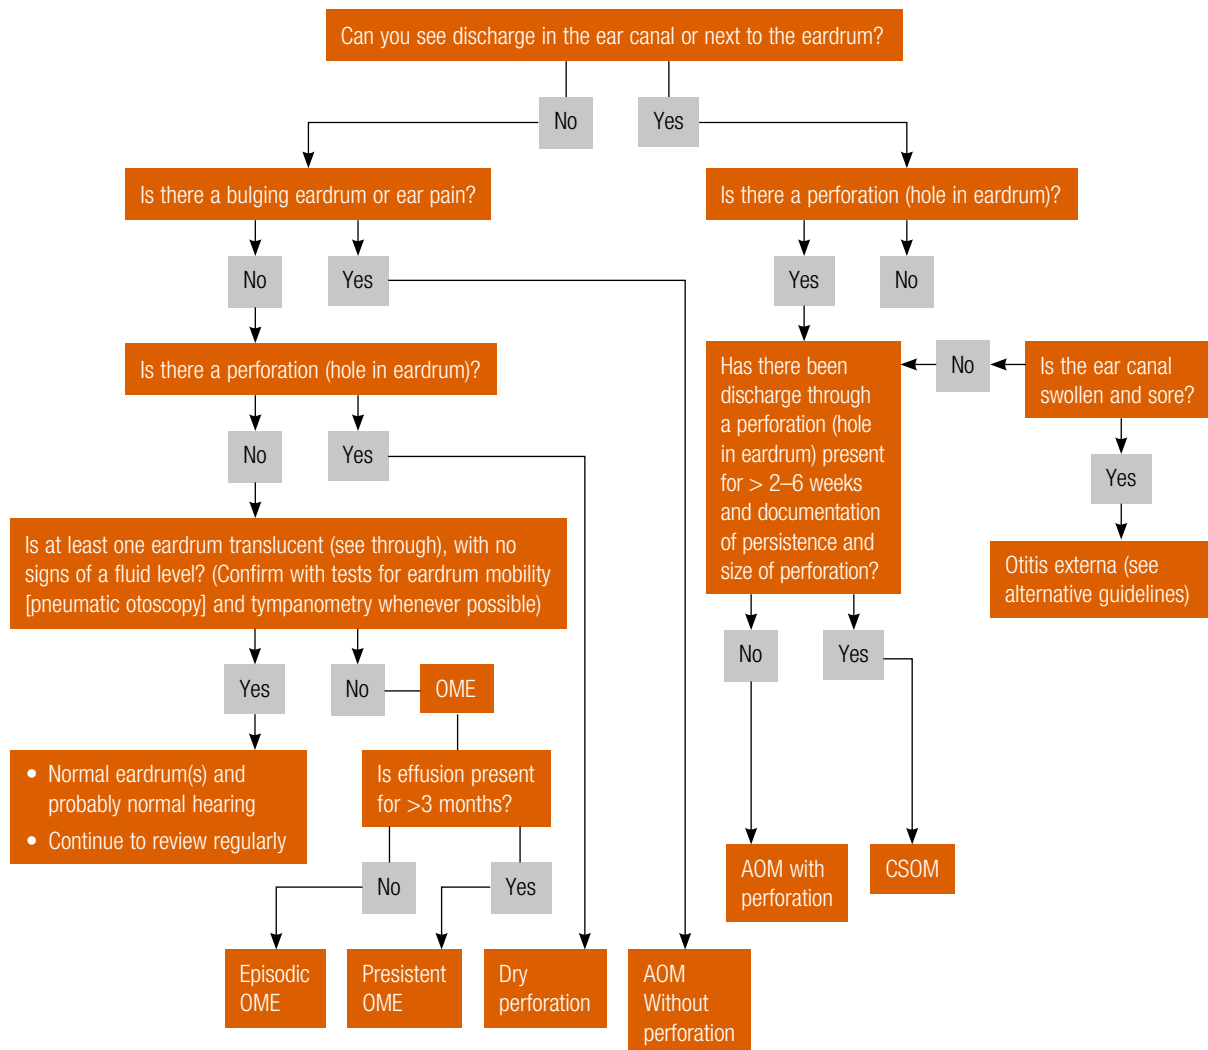 Can you see discharge in the ear canal or next to the eardrum?
No
Yes
Is there a bulging eardrum or ear pain?
Is there a perforation (hole in eardrum)?
No
Yes
Yes
No
Is there a perforation (hole in eardrum)?
Has there been
discharge through
a perforation (hole
in eardrum) present
for > 2–6 weeks
and documentation
of persistence and
size of perforation?
No
Is the ear canal
swollen and sore?
No
Yes
Yes
Is at least one eardrum translucent (see through), with no
signs of a fluid level? (Confirm with tests for eardrum mobility
[pneumatic otoscopy] and tympanometry whenever possible)
Otitis externa (see
alternative guidelines)
No
Yes
Yes
No
OME
• Normal eardrum(s) and
probably normal hearing
• Continue to review regularly
Is effusion present
for >3 months?
AOM with
perforation
CSOM
No
Yes
Episodic
OME
Presistent
OME
Dry
perforation
AOM
Without
perforation